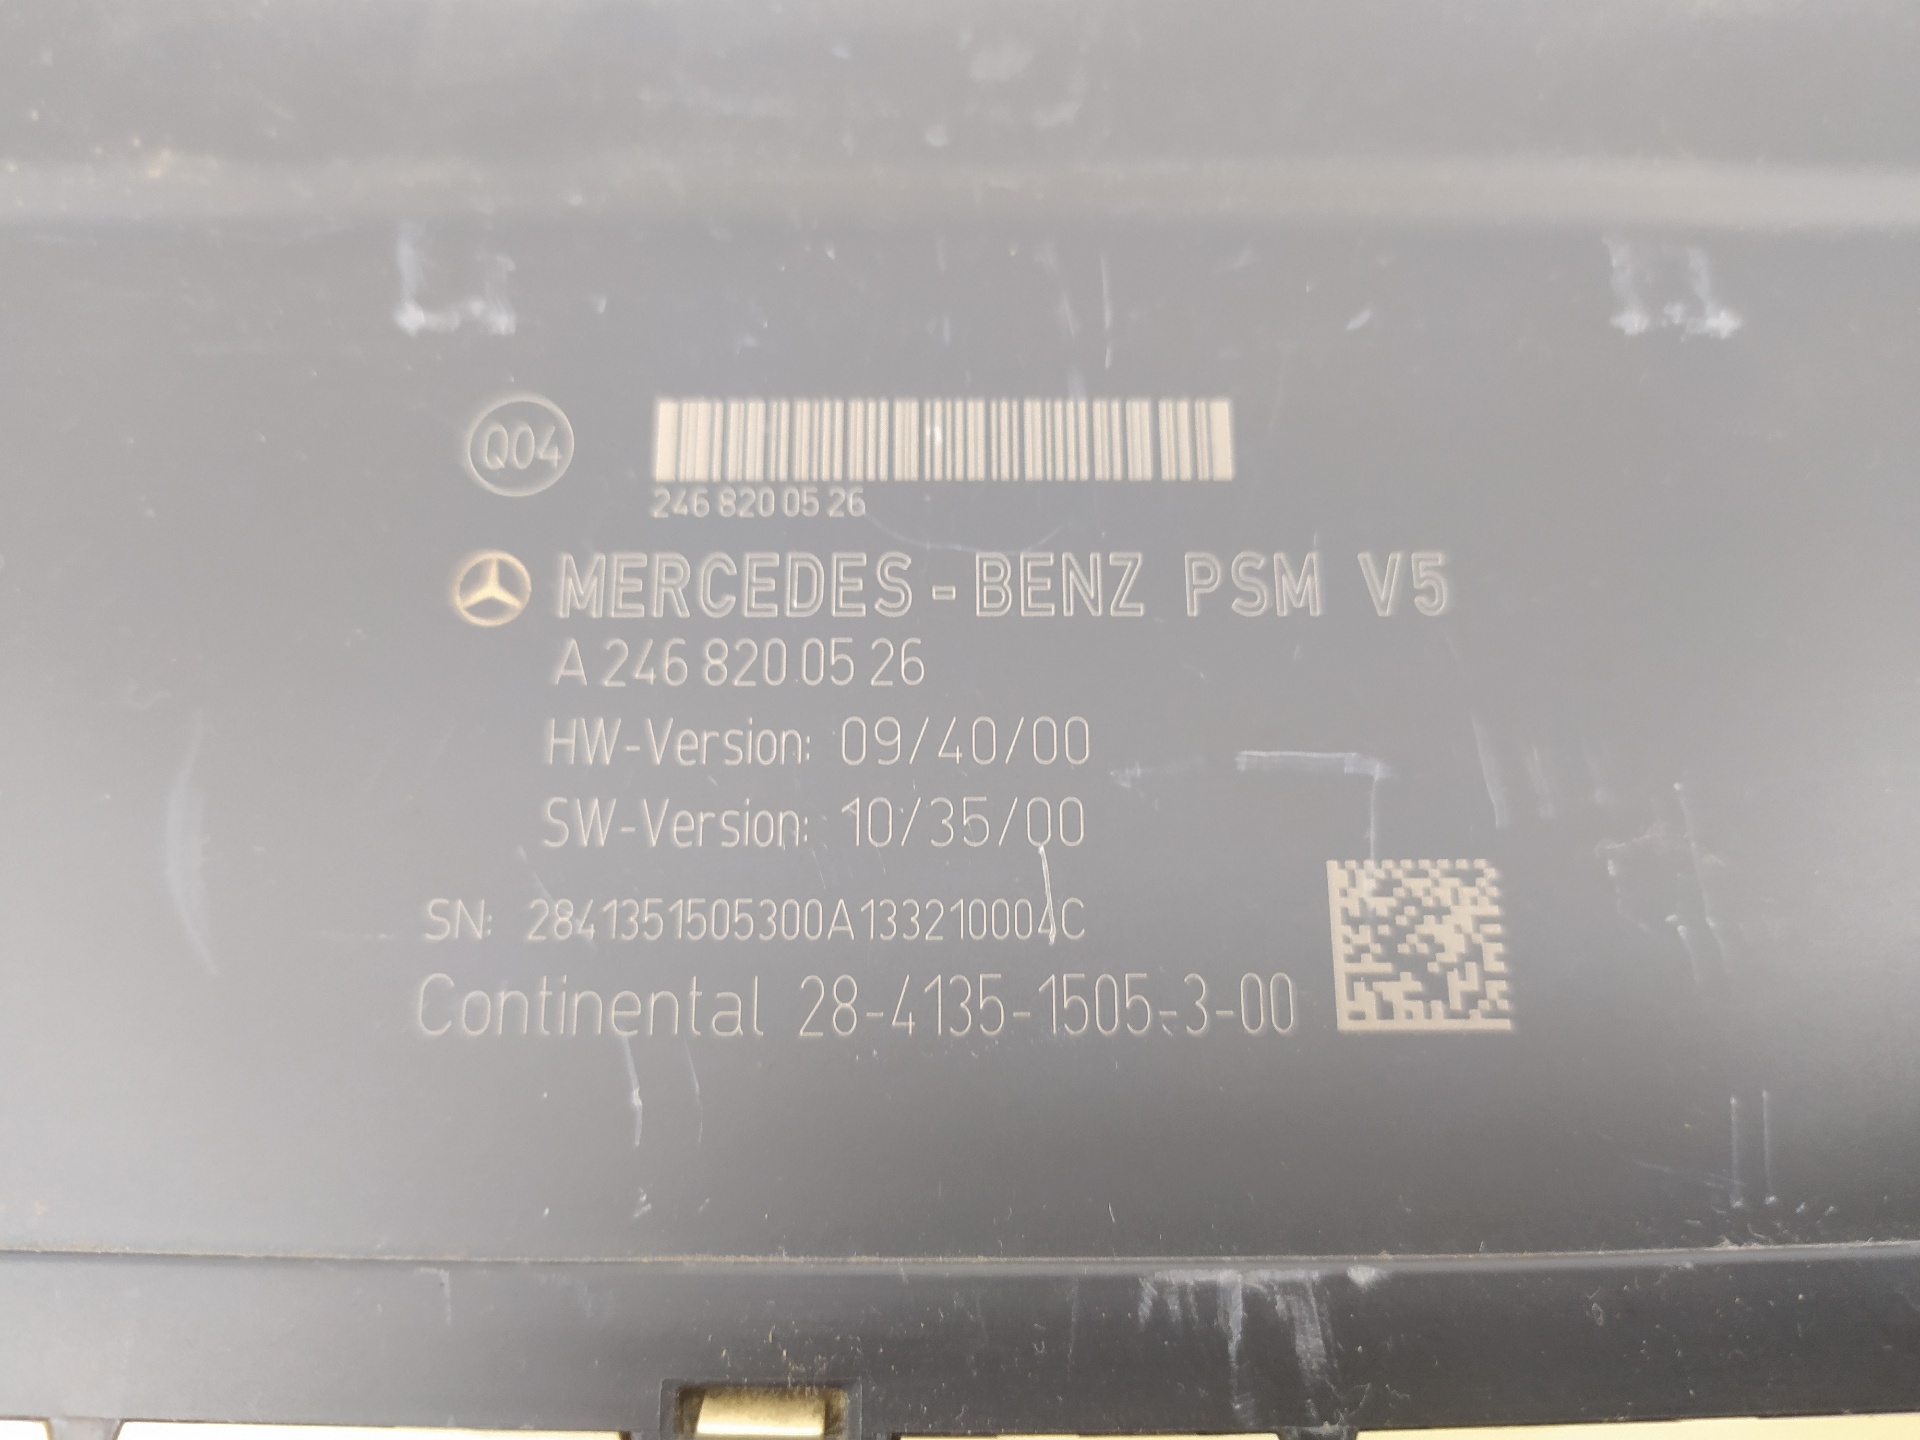 Q04
246 820 05 26
MERCEDES-BENZ PSM V5
A 246 820 05 26
HW-Version: 09/40/00
SW-Version: 10/35/00
SN: 2841351505300A133210004C
Continental 28-4135-1505-3-00